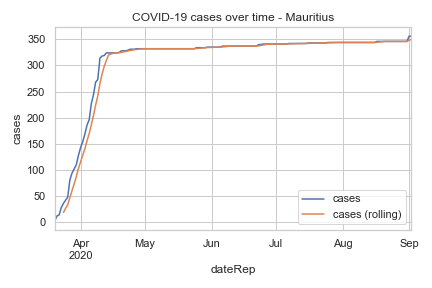 COVID-19 cases over time - Mauritius
cases
350
300
250
200
150
100
50
0
cases
cases (rolling)
Apr
2020
May
Jun
Jul
Aug
Sep
dateRep